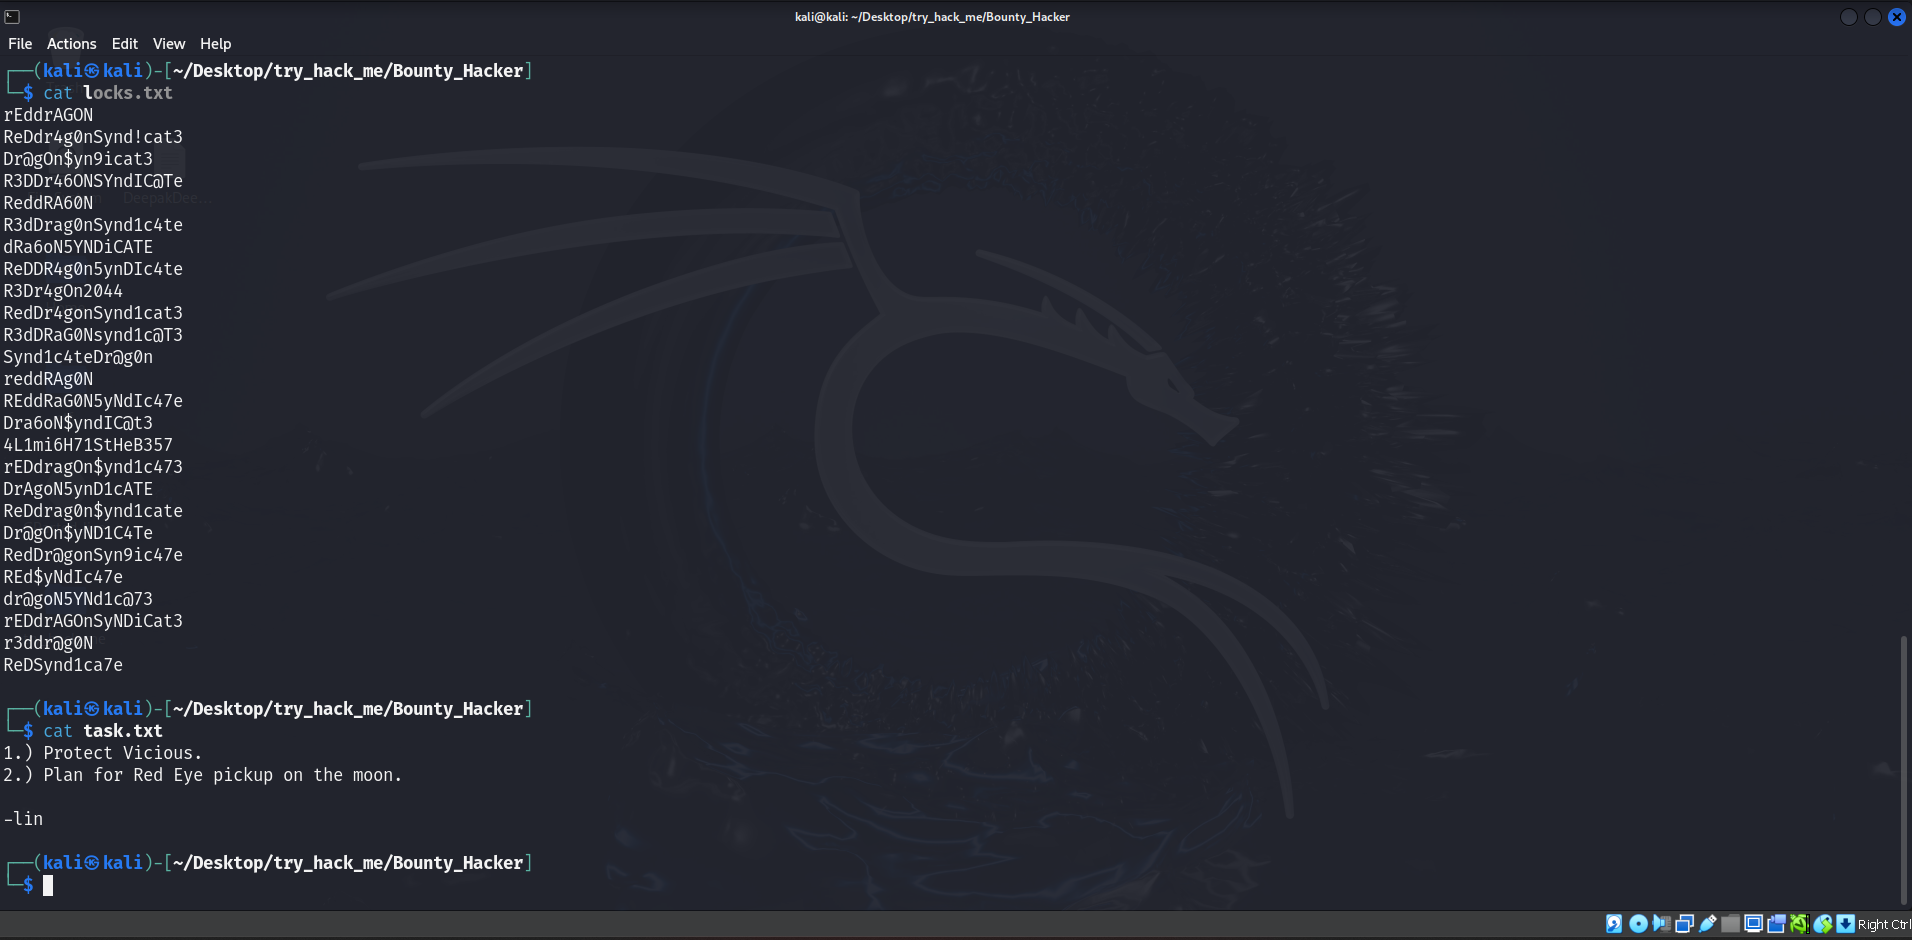 kali@kali: ~/Desktop/try_hack_me/Bounty_Hacker
File Actions Edit View Help
┌──(kali㉿kali)-[~/Desktop/try_hack_me/Bounty_Hacker]
└─$ cat locks.txt
rEddrAGON
ReDdr4g0nSynd!cat3
Dr@gOn$yn9icat3
R3DDr46ONSYndIC@Te
ReddRA60N
R3dDrag0nSynd1c4te
dRa6oN5YNDiCATE
ReDDR4g0n5ynDIc4te
R3Dr4gOn2044
RedDr4gonSynd1cat3
R3dDRaG0Nsynd1c@T3
Synd1c4teDr@g0n
reddRAg0N
REddRaG0N5yNdIc47e
Dra6oN$yndIC@t3
4L1mi6H71StHeB357
rEDdragOn$ynd1c473
DrAgoN5ynD1cATE
ReDdrag0n$ynd1cate
Dr@gOn$yND1C4Te
RedDr@gonSyn9ic47e
REd$yNdIc47e
dr@goN5YNd1c@73
rEDdrAGOnSyNDiCat3
r3ddr@g0N
ReDSynd1ca7e
┌──(kali㉿kali)-[~/Desktop/try_hack_me/Bounty_Hacker]
└─$ cat task.txt
1.) Protect Vicious.
2.) Plan for Red Eye pickup on the moon.
-lin
┌──(kali㉿kali)-[~/Desktop/try_hack_me/Bounty_Hacker]
└─$
Right Ctrl